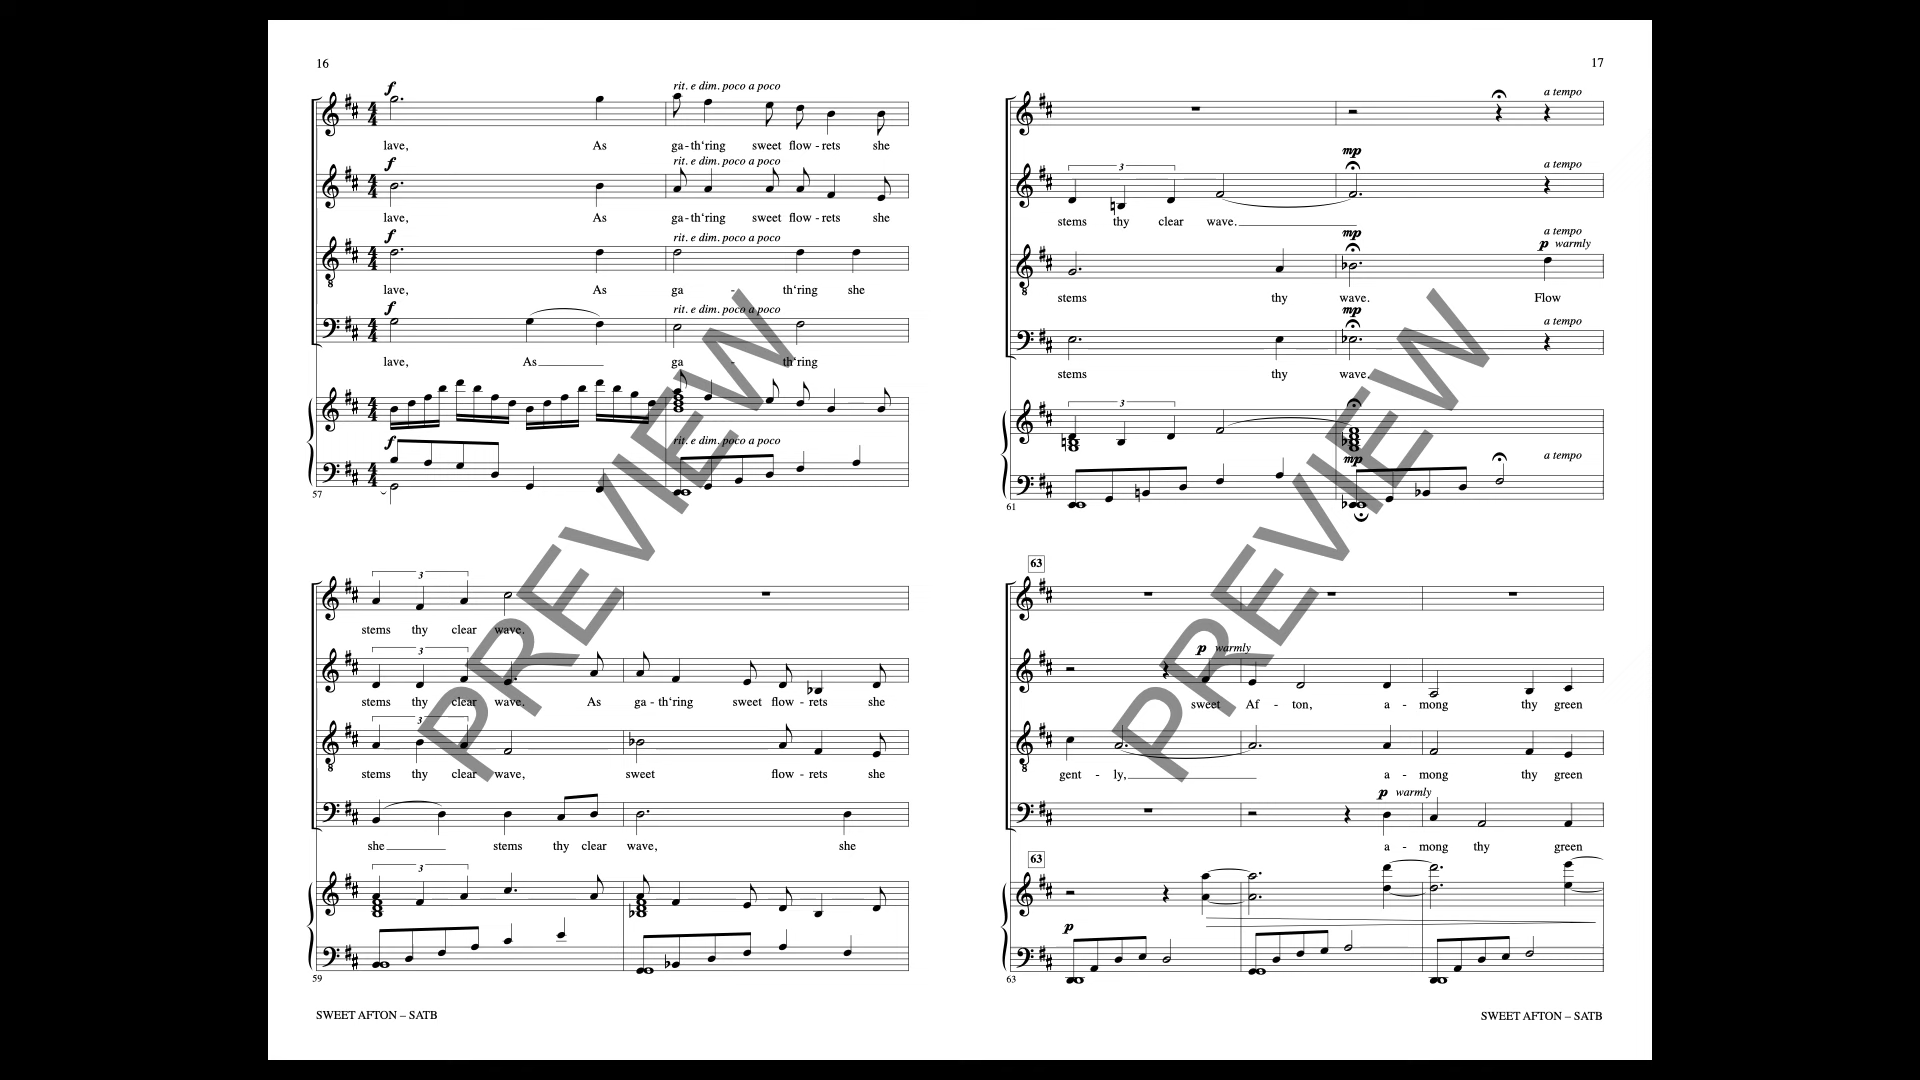 16
f
rit. e dim. poco a poco
lave, As ga-th'ring sweet flow - rets she
f
rit. e dim. poco a poco
lave, As ga-th'ring sweet flow - rets she
f
rit. e dim. poco a poco
lave, As ga - th'ring she
f
rit. e dim. poco a poco
lave, As ga - th'ring
f
rit. e dim. poco a poco
57
3
stems thy clear wave,
3
stems thy clear wave. As ga - th'ring sweet flow - rets she
3
stems thy clear wave, sweet flow - rets she
she stems thy clear wave, she
3
59
SWEET AFTON – SATB
PREVIEW
17
a tempo
mp
3
a tempo
stems thy clear wave.
mp
a tempo
p warmly
stems thy wave. Flow
mp
a tempo
stems thy wave.
3
mp
a tempo
61
63
p warmly
sweet Af - ton, a - mong thy green
gent - ly, a - mong thy green
p warmly
a - mong thy green
63
p
63
SWEET AFTON – SATB
PREVIEW